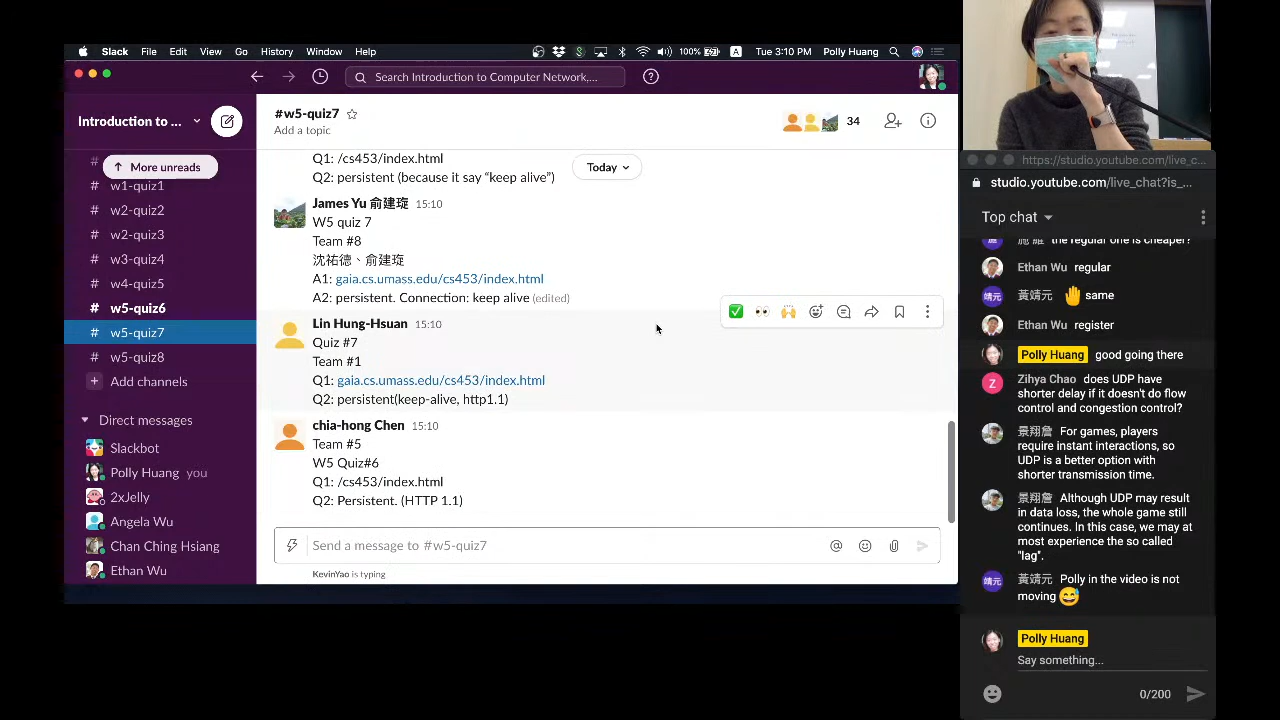 Slack File Edit View Go History Window Help
100% A Tue 3:10 PM Polly Huang
Search Introduction to Computer Network,...
Introduction to ...
More unreads
# w1-quiz1
# w2-quiz2
# w2-quiz3
# w3-quiz4
# w4-quiz5
# w5-quiz6
# w5-quiz7
# w5-quiz8
Add channels
Direct messages
Slackbot
Polly Huang you
2xJelly
Angela Wu
Chan Ching Hsiang
Ethan Wu
#w5-quiz7
Add a topic
34
Today
Q1: /cs453/index.html
Q2: persistent (because it say “keep alive”)
James Yu 俞建琁 15:10
W5 quiz 7
Team #8
沈祐德、俞建琁
A1: gaia.cs.umass.edu/cs453/index.html
A2: persistent. Connection: keep alive (edited)
Lin Hung-Hsuan 15:10
Quiz #7
Team #1
Q1: gaia.cs.umass.edu/cs453/index.html
Q2: persistent(keep-alive, http1.1)
chia-hong Chen 15:10
Team #5
W5 Quiz#6
Q1: /cs453/index.html
Q2: Persistent. (HTTP 1.1)
Send a message to #w5-quiz7
KevinYao is typing
https://studio.youtube.com/live_c...
studio.youtube.com/live_chat?is_...
Top chat
the regular one is cheaper?
Ethan Wu regular
靖元 黃靖元 same
Ethan Wu register
Polly Huang good going there
Z Zihya Chao does UDP have
shorter delay if it doesn't do flow
control and congestion control?
景翔詹 For games, players
require instant interactions, so
UDP is a better option with
shorter transmission time.
景翔詹 Although UDP may result
in data loss, the whole game still
continues. In this case, we may at
most experience the so called
"lag".
靖元 黃靖元 Polly in the video is not
moving
Polly Huang
Say something...
0/200